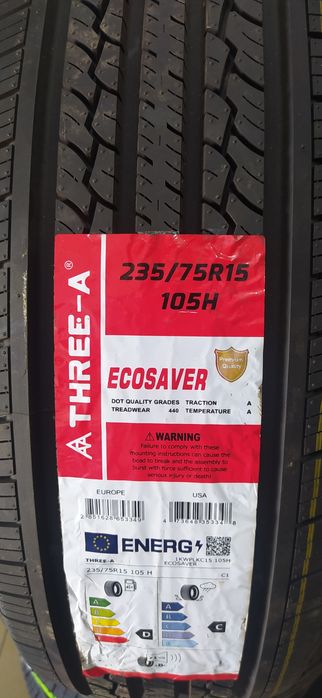 THREE-A®
235/75R15
105H
ECOSAVER
Premium
Quality
DOT QUALITY GRADES TRACTION A
TREADWEAR 440 TEMPERATURE A
WARNING
Failure to comply with these
mounting instructions can cause the
bead to break and the assembly to
burst with force sufficient to cause
serious injury or death!
EUROPE USA
ENERG
THREE-A 1KWPLKC15 105H
ECOSAVER
235/75R15 105 H C1
A
B
C
D
E
D
A
B
C
D
E
C